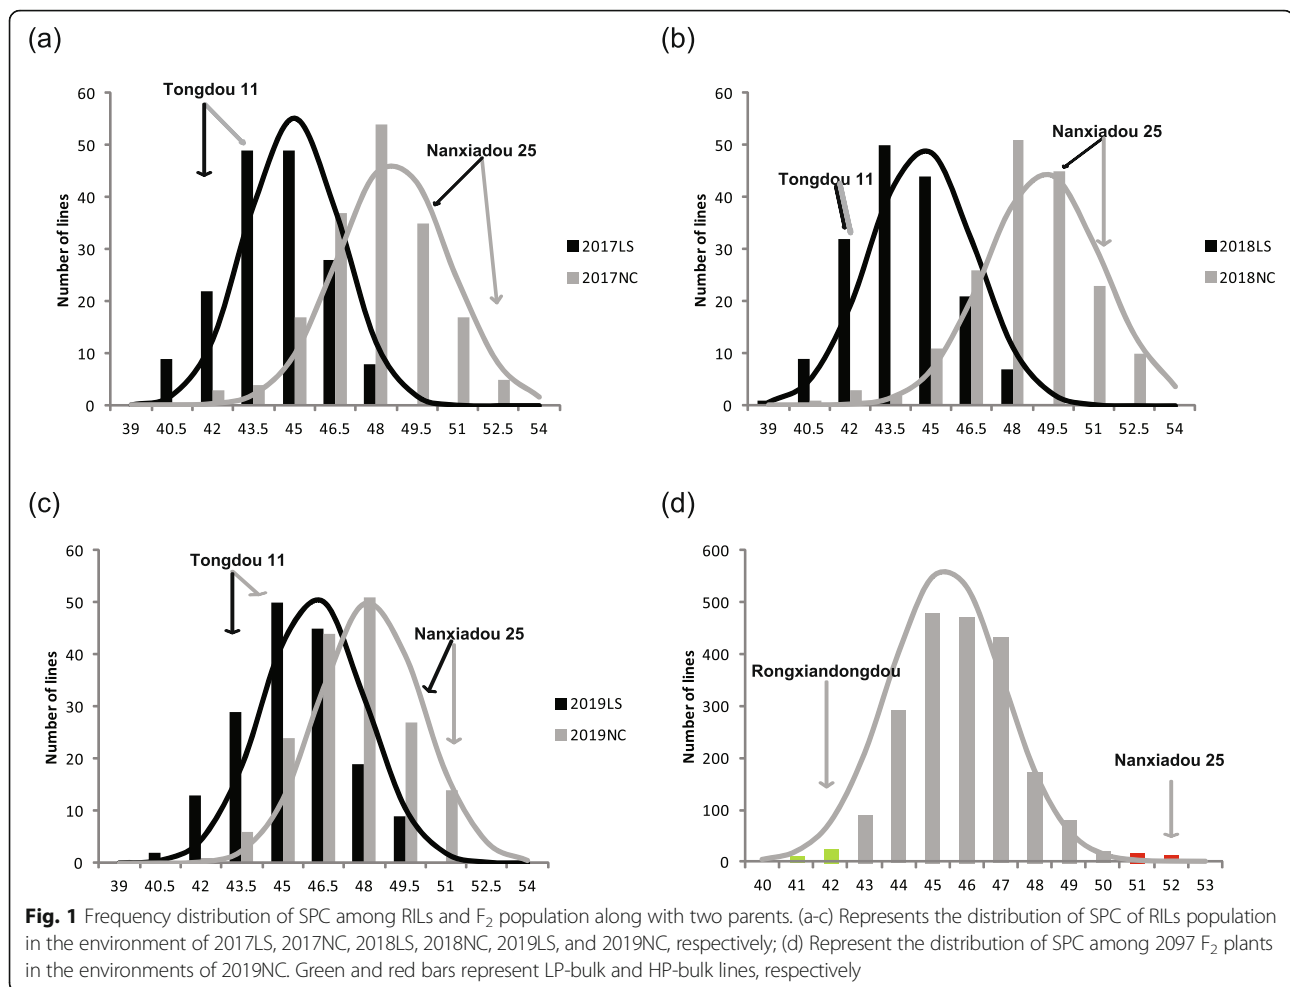 (a)
Tongdou 11
Nanxiadou 25
Number of lines
60
50
40
30
20
10
0
39 40.5 42 43.5 45 46.5 48 49.5 51 52.5 54
2017LS
2017NC
(b)
Tongdou 11
Nanxiadou 25
Number of lines
60
50
40
30
20
10
0
39 40.5 42 43.5 45 46.5 48 49.5 51 52.5 54
2018LS
2018NC
(c)
Tongdou 11
Nanxiadou 25
Number of lines
60
50
40
30
20
10
0
39 40.5 42 43.5 45 46.5 48 49.5 51 52.5 54
2019LS
2019NC
(d)
Rongxiandongdou
Nanxiadou 25
Number of lines
600
500
400
300
200
100
0
40 41 42 43 44 45 46 47 48 49 50 51 52 53
Fig. 1 Frequency distribution of SPC among RILs and F₂ population along with two parents. (a-c) Represents the distribution of SPC of RILs population
in the environment of 2017LS, 2017NC, 2018LS, 2018NC, 2019LS, and 2019NC, respectively; (d) Represent the distribution of SPC among 2097 F₂ plants
in the environments of 2019NC. Green and red bars represent LP-bulk and HP-bulk lines, respectively